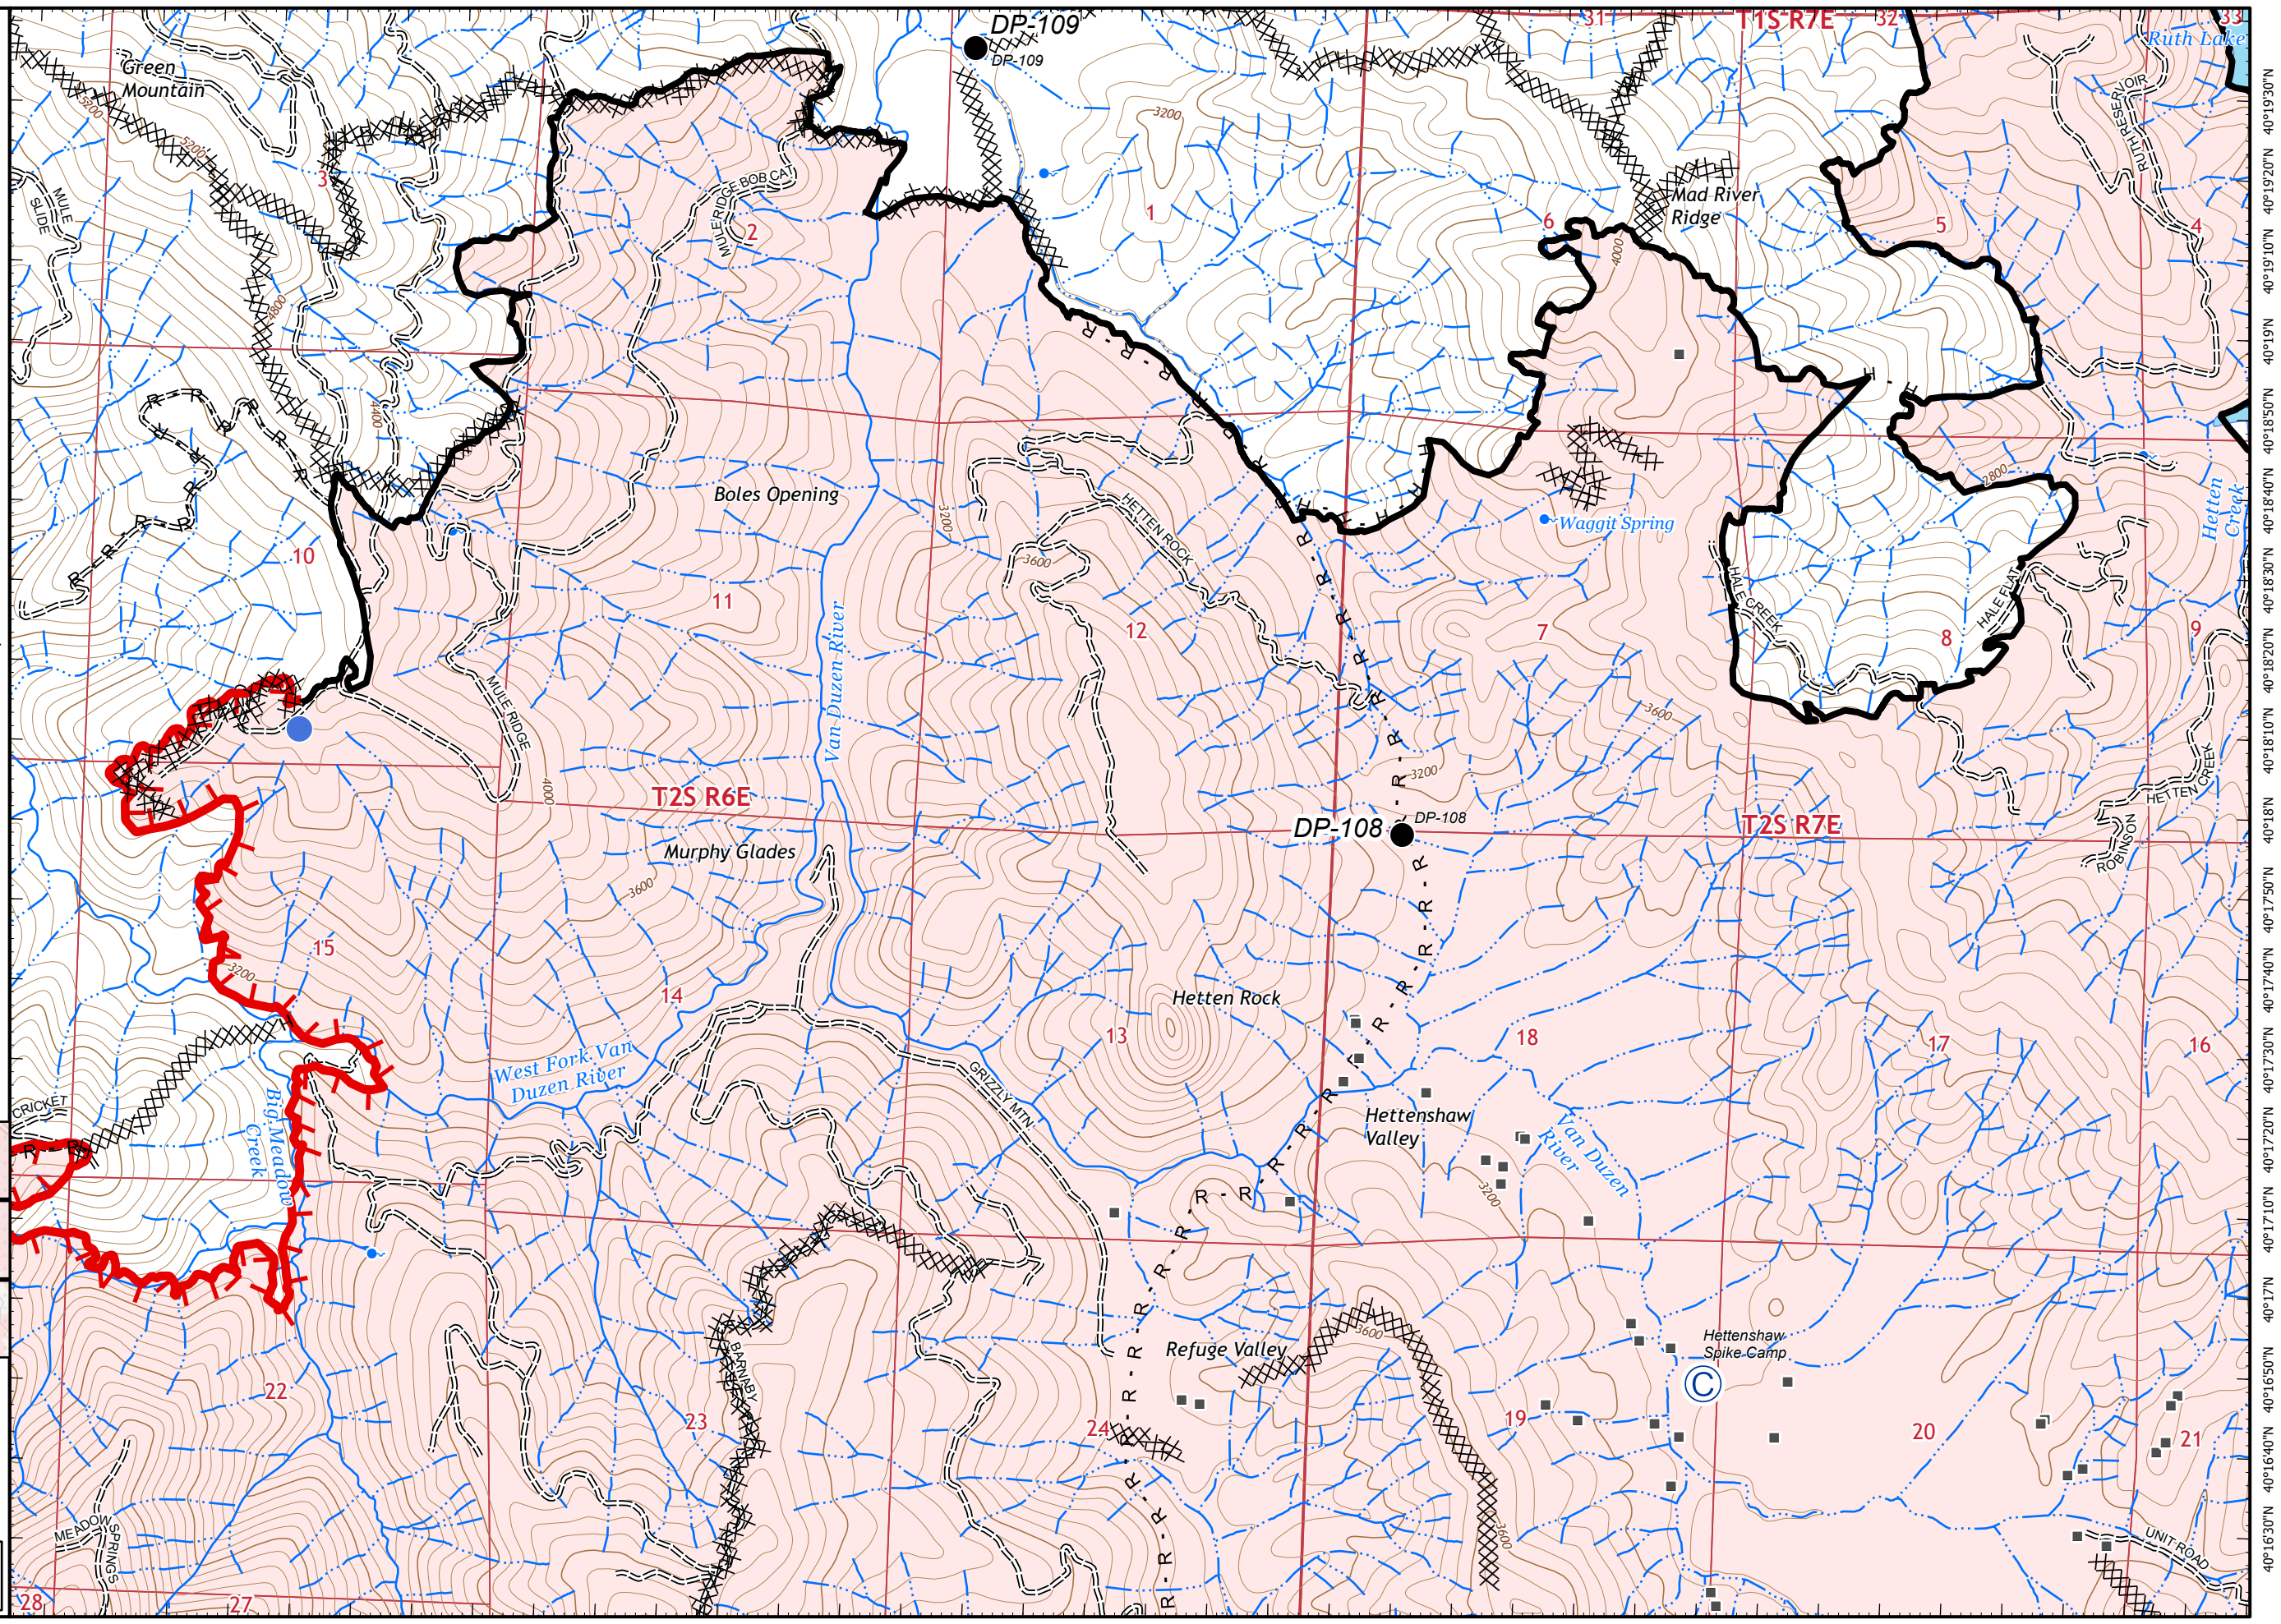 DP-109
DP-109
31
T1S R7E
32
33
Ruth Lake
Green
Mountain
5200
5200
3200
RUTH RESERVOIR
3
MULE
SLIDE
MULE RIDGE
BOB CAT
2
1
6
Mad River
Ridge
4000
5
4
4800
4400
Boles Opening
3200
HETTEN ROCK
3600
Waggit Spring
2800
Hetten
Creek
10
11
12
7
HALE CREEK
HALE FLAT
8
9
MULE RIDGE
Van Duzen River
3600
3200
4000
T2S R6E
DP-108
DP-108
T2S R7E
HETTEN CREEK
ROBINSON
Murphy Glades
3600
15
3200
14
Hetten Rock
13
18
17
16
West Fork Van
Duzen River
GRIZZLY MTN.
CRICKET
Big Meadow
Creek
Hettenshaw
Valley
Van Duzen
River
3200
Refuge Valley
3600
Hettenshaw
Spike Camp
C
BARNABY
22
23
24
19
20
21
MEADOW SPRINGS
3600
UNIT ROAD
28
27
40°19'30"N
40°19'20"N
40°19'10"N
40°19'N
40°18'50"N
40°18'40"N
40°18'30"N
40°18'20"N
40°18'10"N
40°18'N
40°17'50"N
40°17'40"N
40°17'30"N
40°17'20"N
40°17'10"N
40°17'N
40°16'50"N
40°16'40"N
40°16'30"N